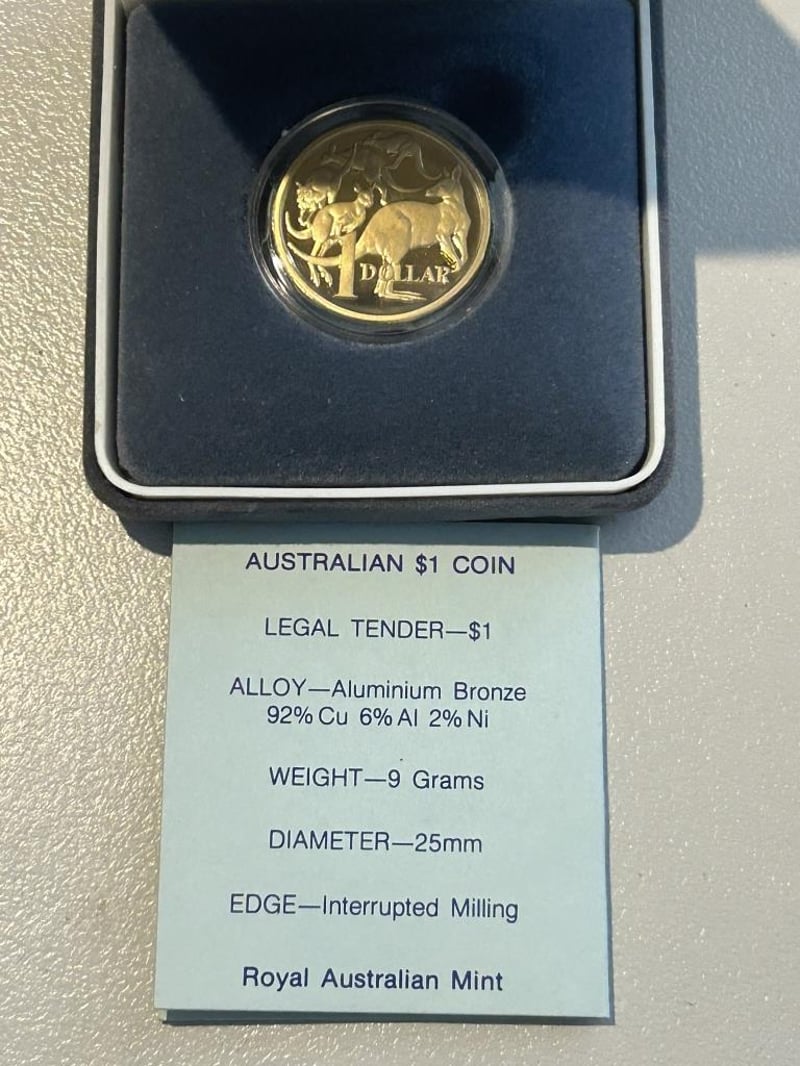 1 DOLLAR
AUSTRALIAN $1 COIN
LEGAL TENDER—$1
ALLOY—Aluminium Bronze
92% Cu 6% Al 2% Ni
WEIGHT—9 Grams
DIAMETER—25mm
EDGE—Interrupted Milling
Royal Australian Mint